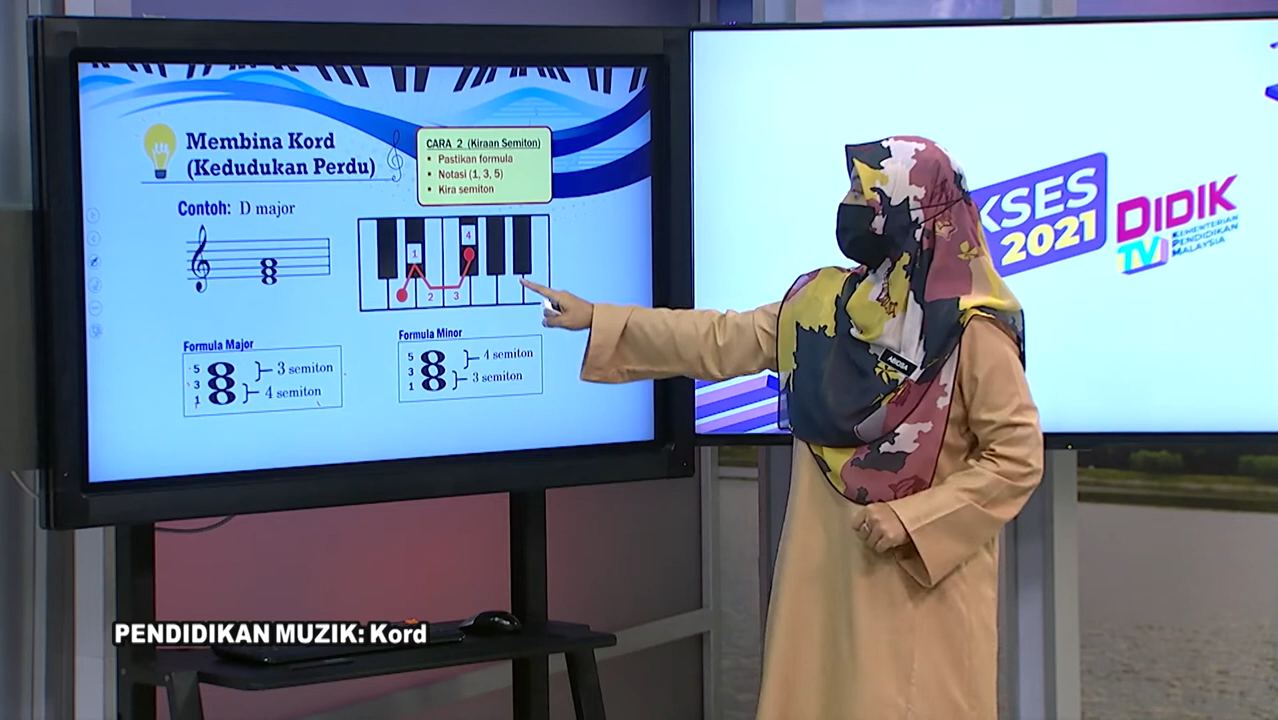 Membina Kord
(Kedudukan Perdu)
CARA 2 (Kiraan Semiton)
• Pastikan formula
• Notasi (1, 3, 5)
• Kira semiton
Contoh: D major
1
4
2 3
Formula Major
5
3
1
3 semiton
4 semiton
Formula Minor
5
3
1
4 semiton
3 semiton
KSES
2021
DIDIK
TV
KEMENTERIAN
PENDIDIKAN
MALAYSIA
PENDIDIKAN MUZIK: Kord